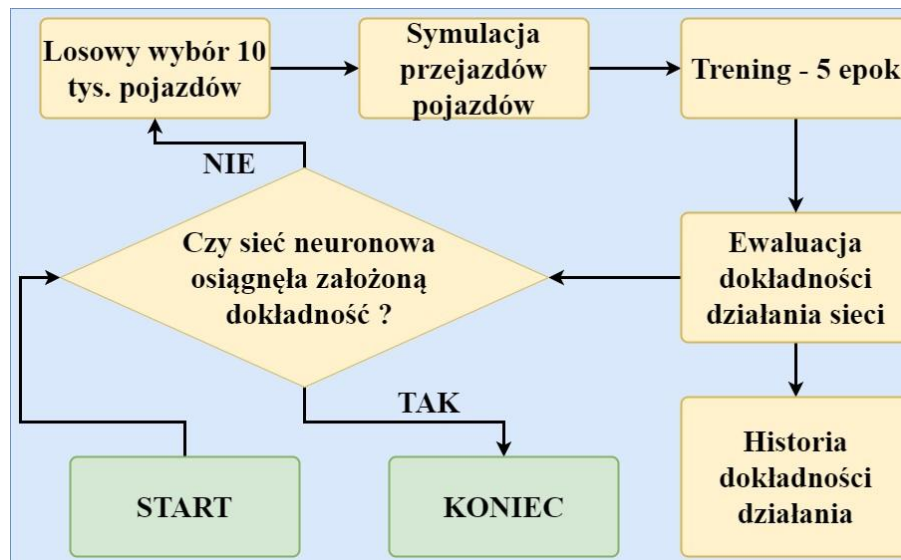 Losowy wybór 10
tys. pojazdów
Symulacja
przejazdów
pojazdów
Trening - 5 epok
NIE
Czy sieć neuronowa
osiągnęła założoną
dokładność ?
Ewaluacja
dokładności
działania sieci
TAK
Historia
dokładności
działania
START
KONIEC